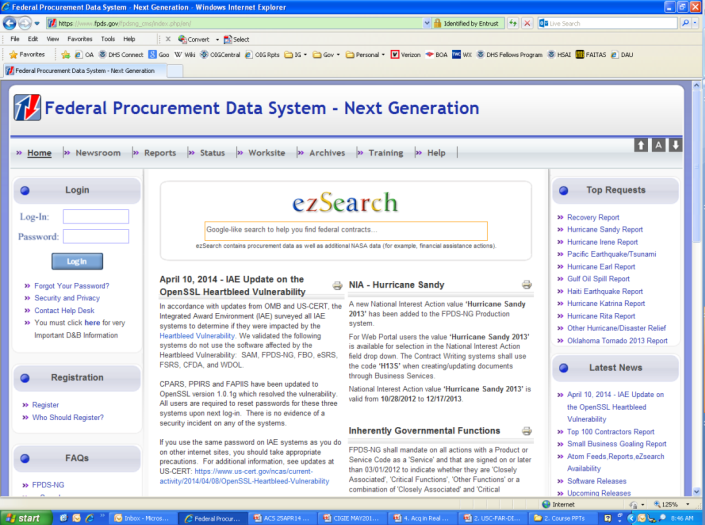 Federal Procurement Data System - Next Generation - Windows Internet Explorer
Identified by Entrust
Live Search
File Edit View Favorites Tools Help
Convert Select
Favorites OA DHS Connect Goo Wiki OIGCentral OIG Rpts IG Gov Personal Verizon BOA WX DHS Fellows Program HSAI FAITAS DAU
Federal Procurement Data System - Next Generation
Federal Procurement Data System - Next Generation
Home Newsroom Reports Status Worksite Archives Training Help
A
Login
Log-In:
Password:
Log In
Forgot Your Password?
Security and Privacy
Contact Help Desk
You must click here for very
Important D&B Information
Registration
Register
Who Should Register?
FAQs
FPDS-NG
ezSearch
Google-like search to help you find federal contracts...
ezSearch contains procurement data as well as additional NASA data (for example, financial assistance actions).
April 10, 2014 - IAE Update on the
OpenSSL Heartbleed Vulnerability
In accordance with updates from OMB and US-CERT, the
Integrated Award Environment (IAE) surveyed all IAE
systems to determine if they were impacted by the
Heartbleed Vulnerability. We validated the following
systems do not use the software affected by the
Heartbleed Vulnerability: SAM, FPDS-NG, FBO, eSRS,
FSRS, CFDA, and WDOL.
CPARS, PPIRS and FAPIIS have been updated to
OpenSSL version 1.0.1g which resolved the vulnerability.
All users are required to reset passwords for these three
systems upon next log-in. There is no evidence of a
security incident on any of the systems.
If you use the same password on IAE systems as you do
on other internet sites, you should take appropriate
precautions. For additional information, see updates at
US-CERT: https://www.us-cert.gov/ncas/current-
activity/2014/04/08/OpenSSL-Heartbleed-Vulnerability
NIA - Hurricane Sandy
A new National Interest Action value 'Hurricane Sandy
2013' has been added to the FPDS-NG Production
system.
For Web Portal users the value 'Hurricane Sandy 2013'
is available for selection in the National Interest Action
field drop down. The Contract Writing systems shall use
the code 'H13S' when creating/updating documents
through Business Services.
National Interest Action value 'Hurricane Sandy 2013' is
valid from 10/28/2012 to 12/17/2013.
Inherently Governmental Functions
FPDS-NG shall mandate on all actions with a Product or
Service Code as a 'Service' and that are signed on or later
than 03/01/2012 to indicate whether they are 'Closely
Associated', 'Critical Functions', 'Other Functions' or a
combination of 'Closely Associated' and 'Critical
Top Requests
Recovery Report
Hurricane Sandy Report
Hurricane Irene Report
Pacific Earthquake/Tsunami
Hurricane Earl Report
Gulf Oil Spill Report
Haiti Earthquake Report
Hurricane Katrina Report
Hurricane Rita Report
Other Hurricane/Disaster Relief
Oklahoma Tornado 2013 Report
Latest News
April 10, 2014 - IAE Update on
the OpenSSL Heartbleed
Vulnerability
Top 100 Contractors Report
Small Business Goaling Report
Atom Feeds,Reports,eZsearch
Availability
Software Releases
Upcoming Releases
Internet 125%
start Inbox - Micros... Federal Procur... ACS 25APR14 ... CIGIE MAY201... 4. Acq in Real ... 2. USC-FAR-DI... 2. Course PPTs 8:46 AM